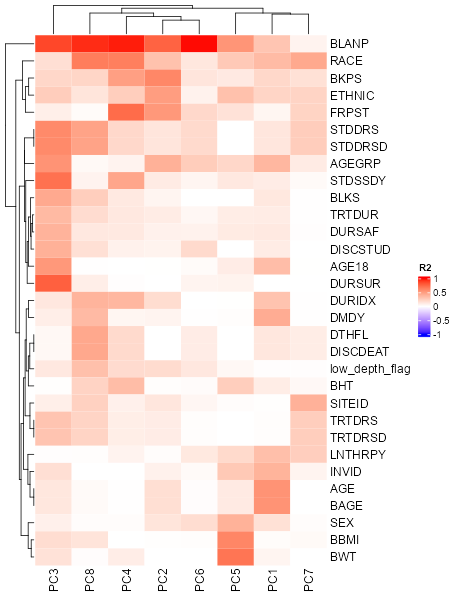 BLANP
RACE
BKPS
ETHNIC
FRPST
STDDRS
STDDRSD
AGEGRP
STDSSDY
BLKS
TRTDUR
DURSAF
DISCSTUD
AGE18
DURSUR
DURIDX
DMDY
DTHFL
DISCDEAT
low_depth_flag
BHT
SITEID
TRTDRS
TRTDRSD
LNTHRPY
INVID
AGE
BAGE
SEX
BBMI
BWT
PC3 PC8 PC4 PC2 PC6 PC5 PC1 PC7
R2
1
0.5
0
-0.5
-1